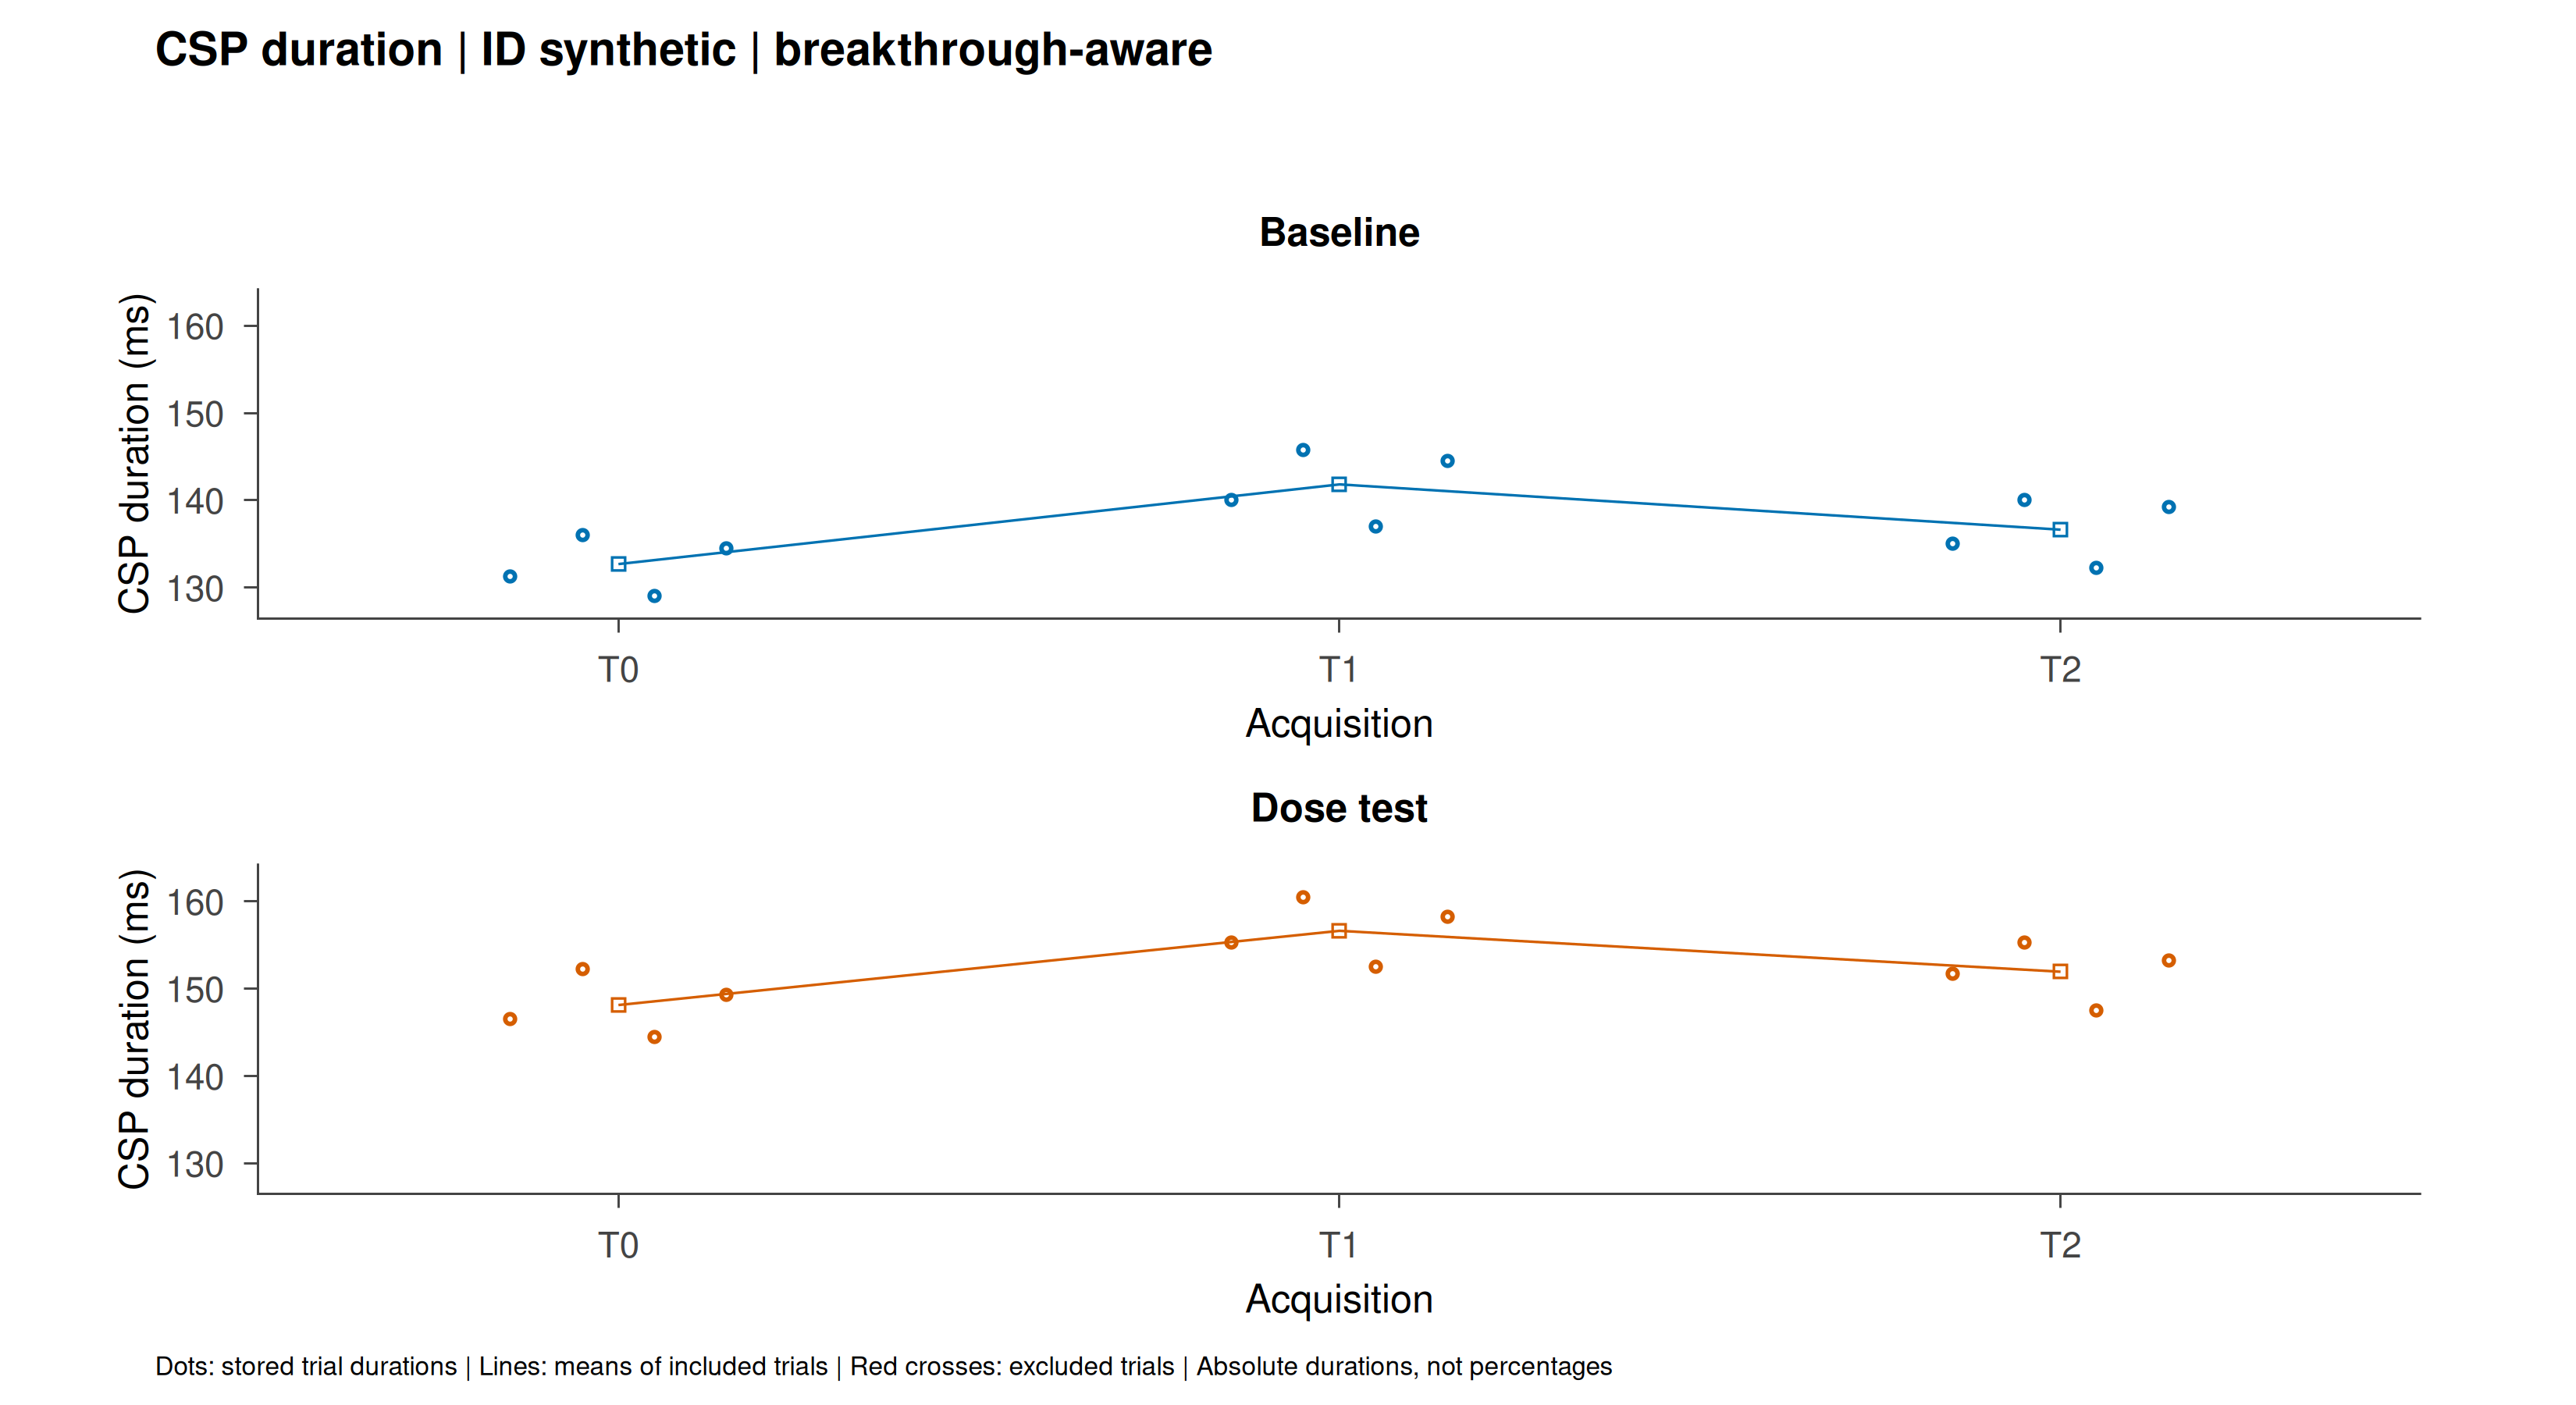 CSP duration | ID synthetic | breakthrough-aware
Baseline
CSP duration (ms)
160
150
140
130
T0 T1 T2
Acquisition
Dose test
CSP duration (ms)
160
150
140
130
T0 T1 T2
Acquisition
Dots: stored trial durations | Lines: means of included trials | Red crosses: excluded trials | Absolute durations, not percentages